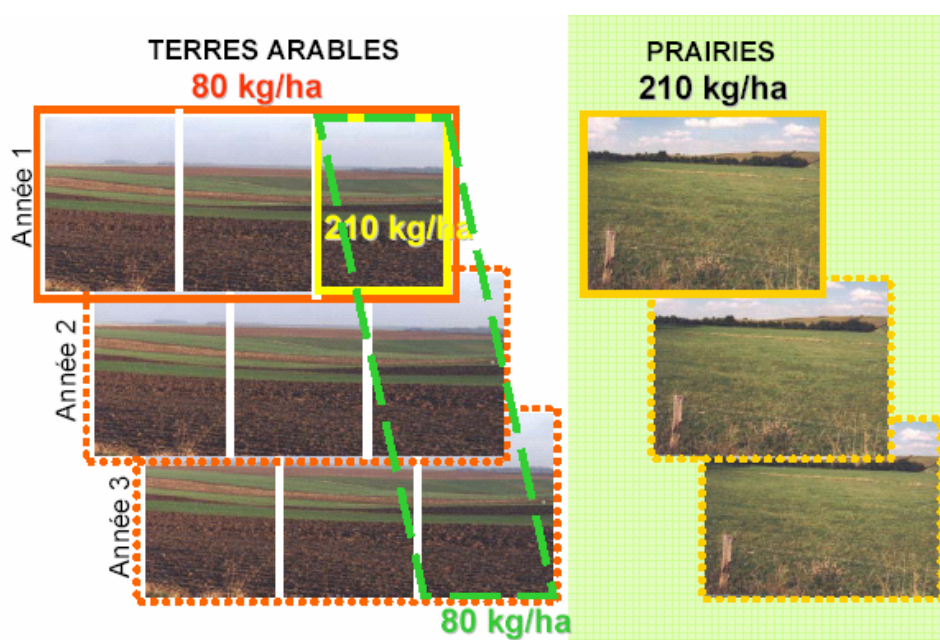 TERRES ARABLES
80 kg/ha
PRAIRIES
210 kg/ha
Année 1
210 kg/ha
Année 2
Année 3
80 kg/ha